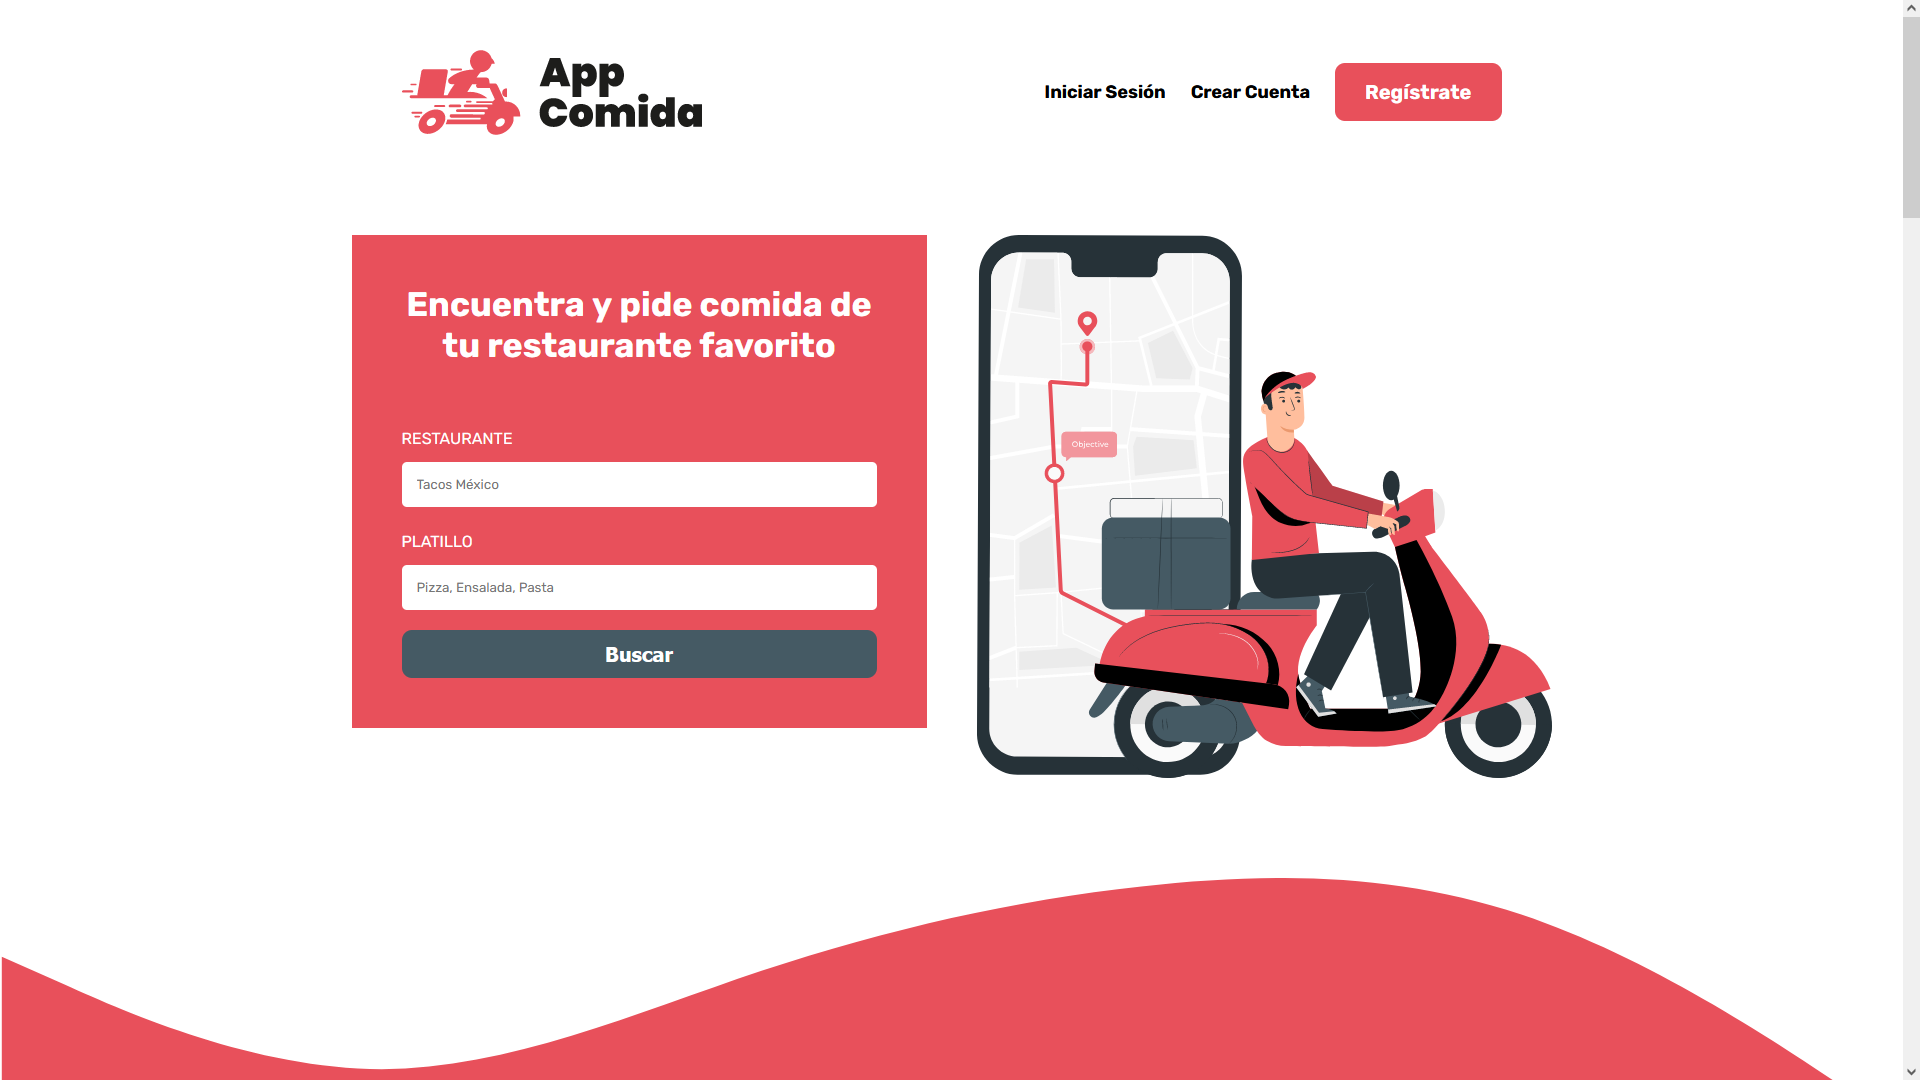 App
Comida
Iniciar Sesión
Crear Cuenta
Regístrate
Encuentra y pide comida de
tu restaurante favorito
RESTAURANTE
Tacos México
PLATILLO
Pizza, Ensalada, Pasta
Buscar
Objective